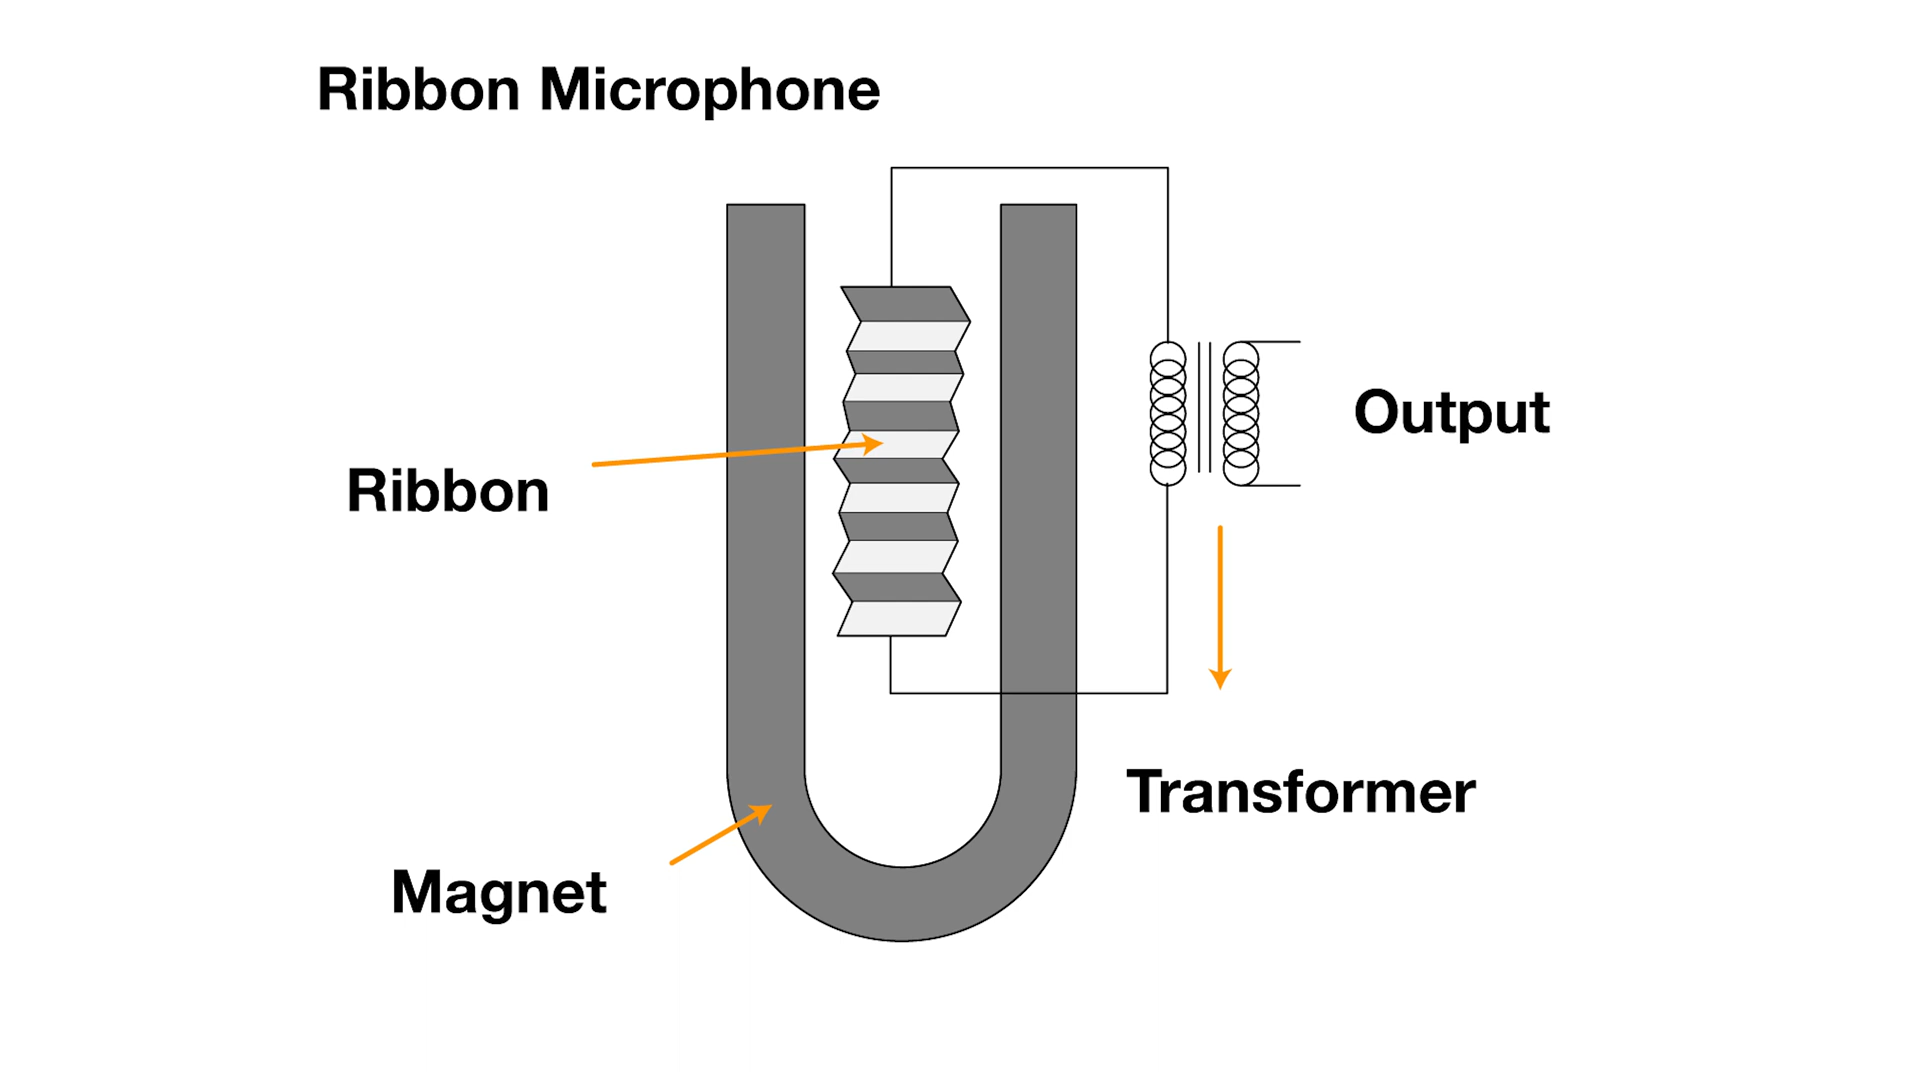 Ribbon Microphone
Output
Ribbon
Transformer
Magnet